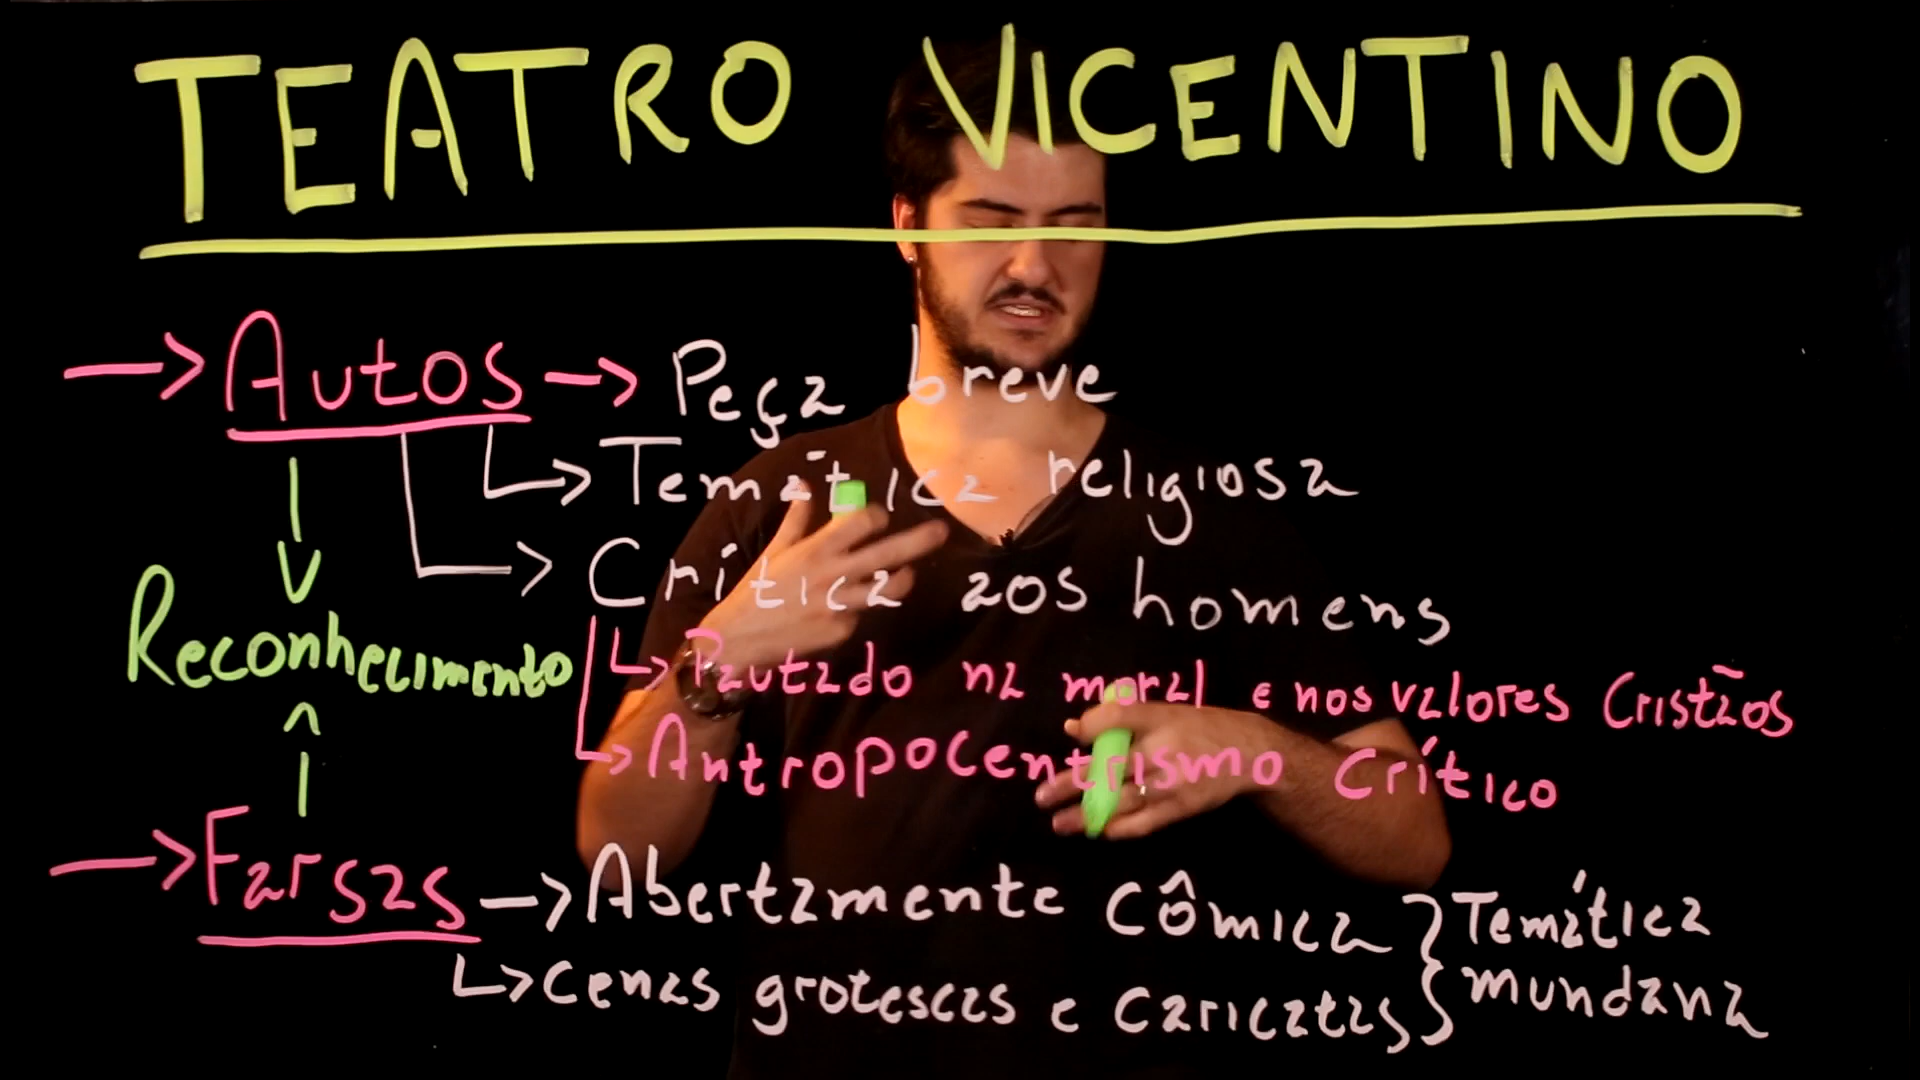 TEATRO VICENTINO
→ Autos → Peça breve
↳ Temática religiosa
↳ Crítica aos homens
↳ Pautado na moral e nos valores Cristãos
↳ Antropocentrismo Crítico
Reconhecimento
→ Farsas → Abertamente Cômica } Temática
↳ Cenas grotescas e Caricatas } mundana